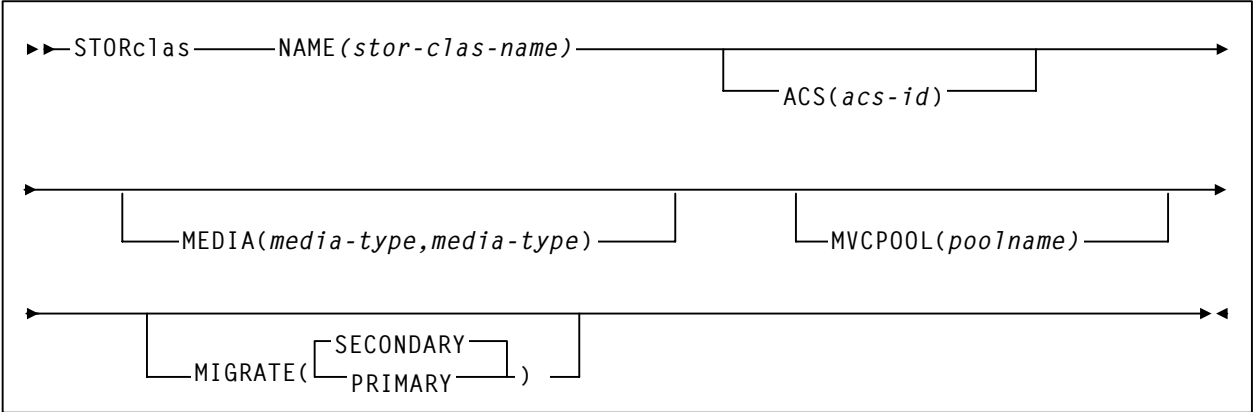 STORclas NAME(stor-clas-name)
ACS(acs-id)
MEDIA(media-type,media-type) MVCPOOL(poolname)
SECONDARY
MIGRATE( PRIMARY )